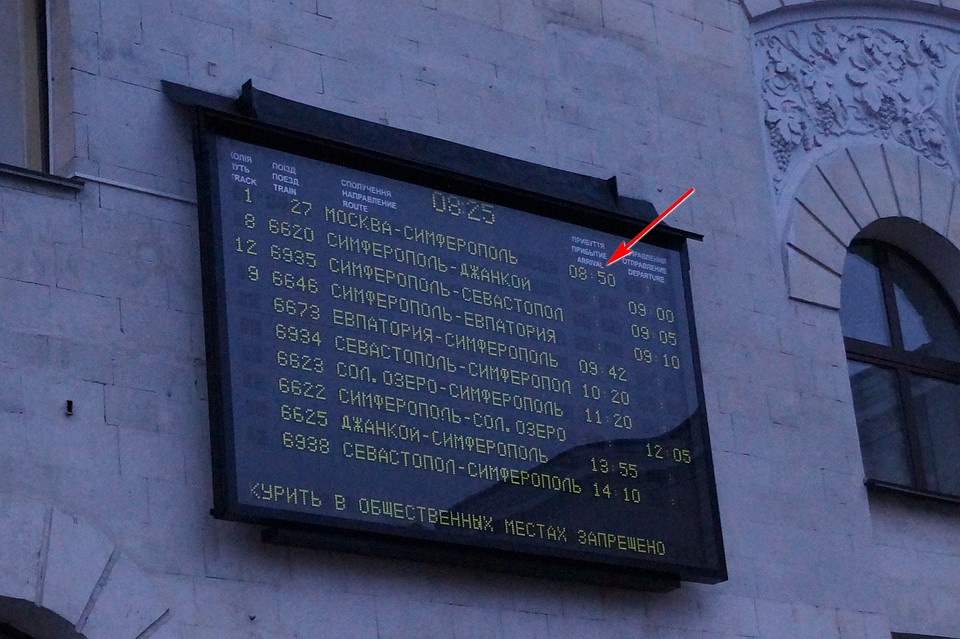 КОЛІЯ ПОЇЗД СПОЛУЧЕННЯ ПРИБУТТЯ ВІДПРАВЛЕННЯ
ПУТЬ ПОЕЗД НАПРАВЛЕНИЕ 08:25 ПРИБЫТИЕ ОТПРАВЛЕНИЕ
TRACK TRAIN ROUTE ARRIVAL DEPARTURE
1 27 МОСКВА-СИМФЕРОПОЛЬ 08:50
8 6620 СИМФЕРОПОЛЬ-ДЖАНКОЙ 09:00
12 6935 СИМФЕРОПОЛЬ-СЕВАСТОПОЛ 09:05
9 6646 СИМФЕРОПОЛЬ-ЕВПАТОРИЯ 09:10
6673 ЕВПАТОРИЯ-СИМФЕРОПОЛЬ 09:42
6934 СЕВАСТОПОЛЬ-СИМФЕРОПОЛ 10:20
6623 СОЛ.ОЗЕРО-СИМФЕРОПОЛЬ 11:20
6622 СИМФЕРОПОЛЬ-СОЛ.ОЗЕРО 12:05
6625 ДЖАНКОЙ-СИМФЕРОПОЛЬ 13:55
6938 СЕВАСТОПОЛ-СИМФЕРОПОЛЬ 14:10
КУРИТЬ В ОБЩЕСТВЕННЫХ МЕСТАХ ЗАПРЕЩЕНО